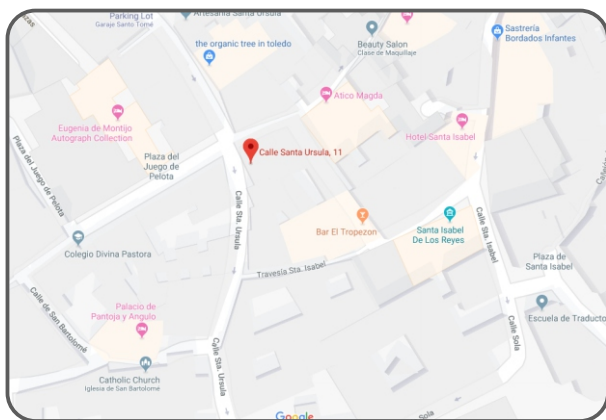 Parking Lot
Garaje Santo Tomé
Artesanía Santa Úrsula
the organic tree in toledo
Beauty Salon
Clase de Maquillaje
Sastrería
Bordados Infantes
Atico Magda
Eugenia de Montijo
Autograph Collection
Hotel Santa Isabel
Plaza del
Juego de
Pelota
Plaza del Juego de Pelota
Calle Santa Ursula, 11
Calle Sta. Ursula
Bar El Tropezon
Santa Isabel
De Los Reyes
Calle Sta. Isabel
Colegio Divina Pastora
Travesía Sta. Isabel
Plaza de
Santa Isabel
Calle de San Bartolomé
Palacio de
Pantoja y Angulo
Escuela de Traductor
Calle Sola
Calle Sta. Ursula
Catholic Church
Iglesia de San Bartolome
Google
Sola